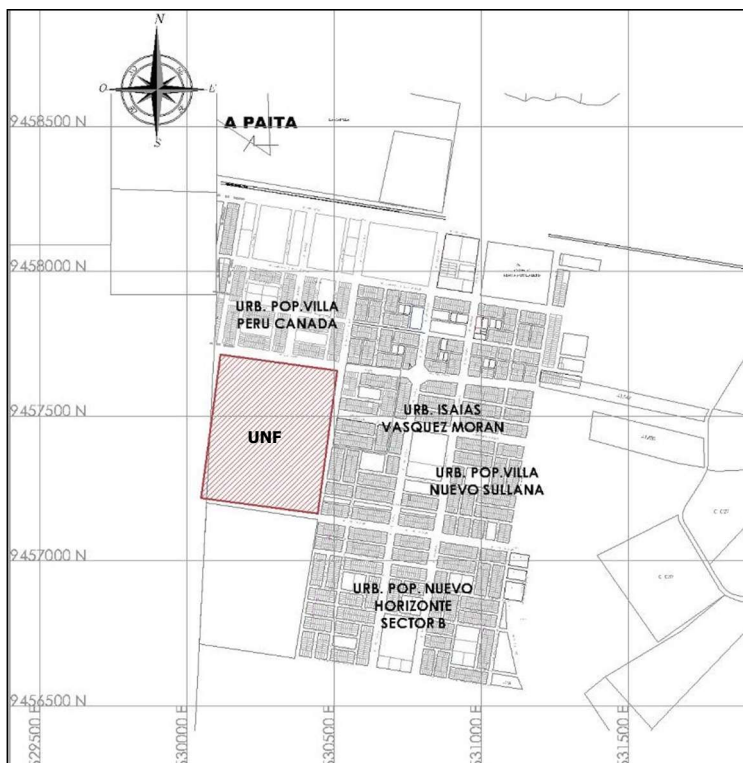 N
O
E
S
9458500 N
A PAITA
9458000 N
URB. POP. VILLA
PERU CANADA
9457500 N
UNF
URB. ISAIAS
VASQUEZ MORAN
URB. POP.VILLA
NUEVO SULLANA
9457000 N
URB. POP. NUEVO
HORIZONTE
SECTOR B
9456500 N
529500 E
530000 E
530500 E
531000 E
531500 E